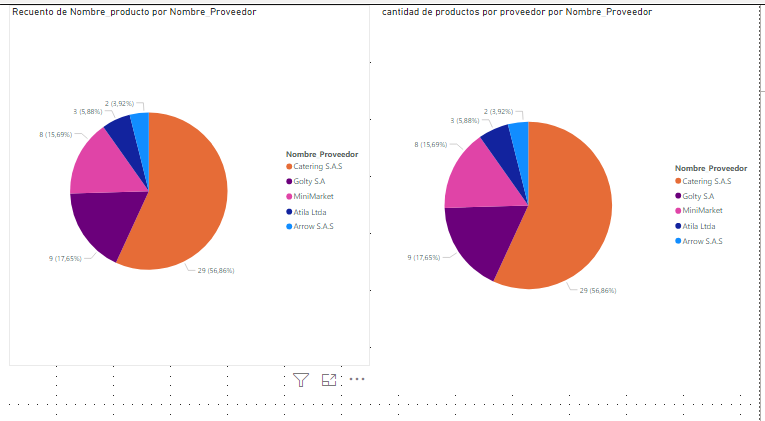 Recuento de Nombre_producto por Nombre_Proveedor
2 (3,92%)
3 (5,88%)
8 (15,69%)
9 (17,65%)
29 (56,86%)
Nombre_Proveedor
Catering S.A.S
Golty S.A
MiniMarket
Atila Ltda
Arrow S.A.S
cantidad de productos por proveedor por Nombre_Proveedor
2 (3,92%)
3 (5,88%)
8 (15,69%)
9 (17,65%)
29 (56,86%)
Nombre_Proveedor
Catering S.A.S
Golty S.A
MiniMarket
Atila Ltda
Arrow S.A.S